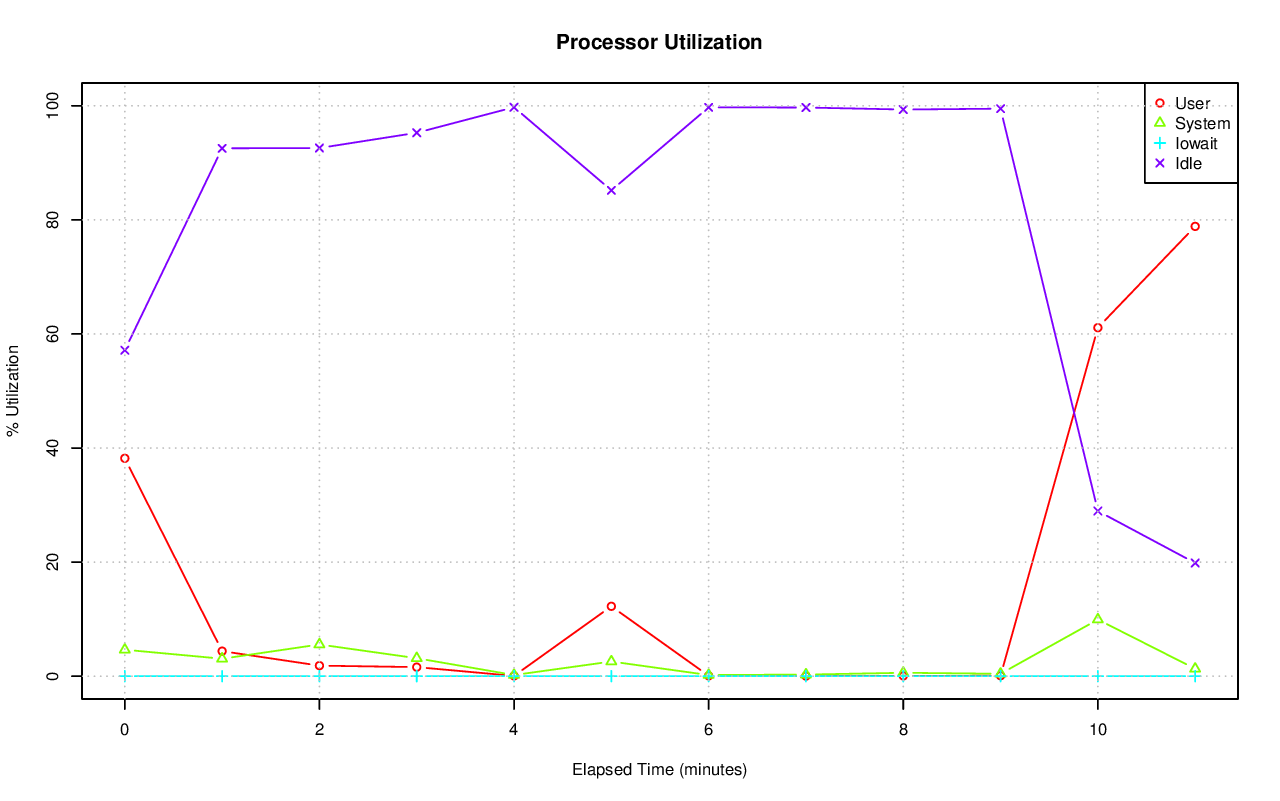 Processor Utilization
100
80
60
40
20
0
% Utilization
User
System
Iowait
Idle
0 2 4 6 8 10
Elapsed Time (minutes)